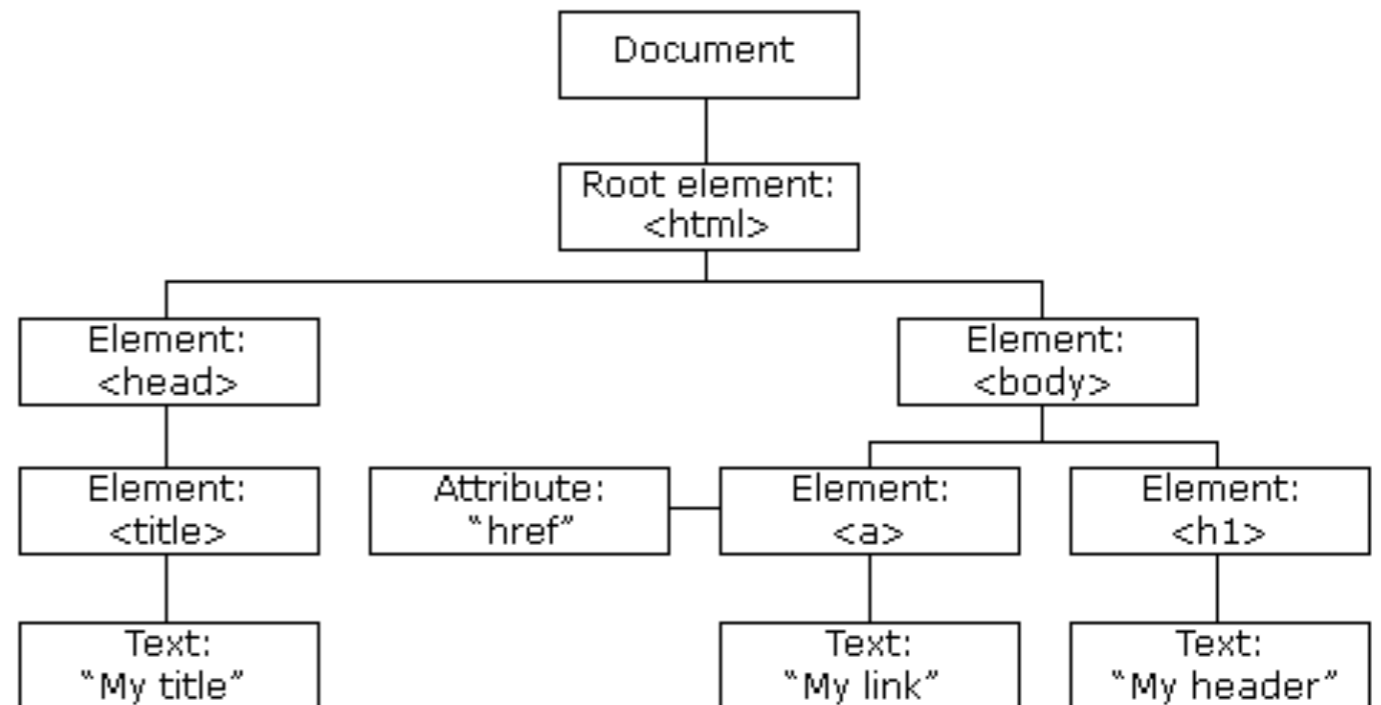 Document
Root element:
<html>
Element:
<head>
Element:
<body>
Element:
<title>
Attribute:
“href”
Element:
<a>
Element:
<h1>
Text:
“My title”
Text:
“My link”
Text:
“My header”